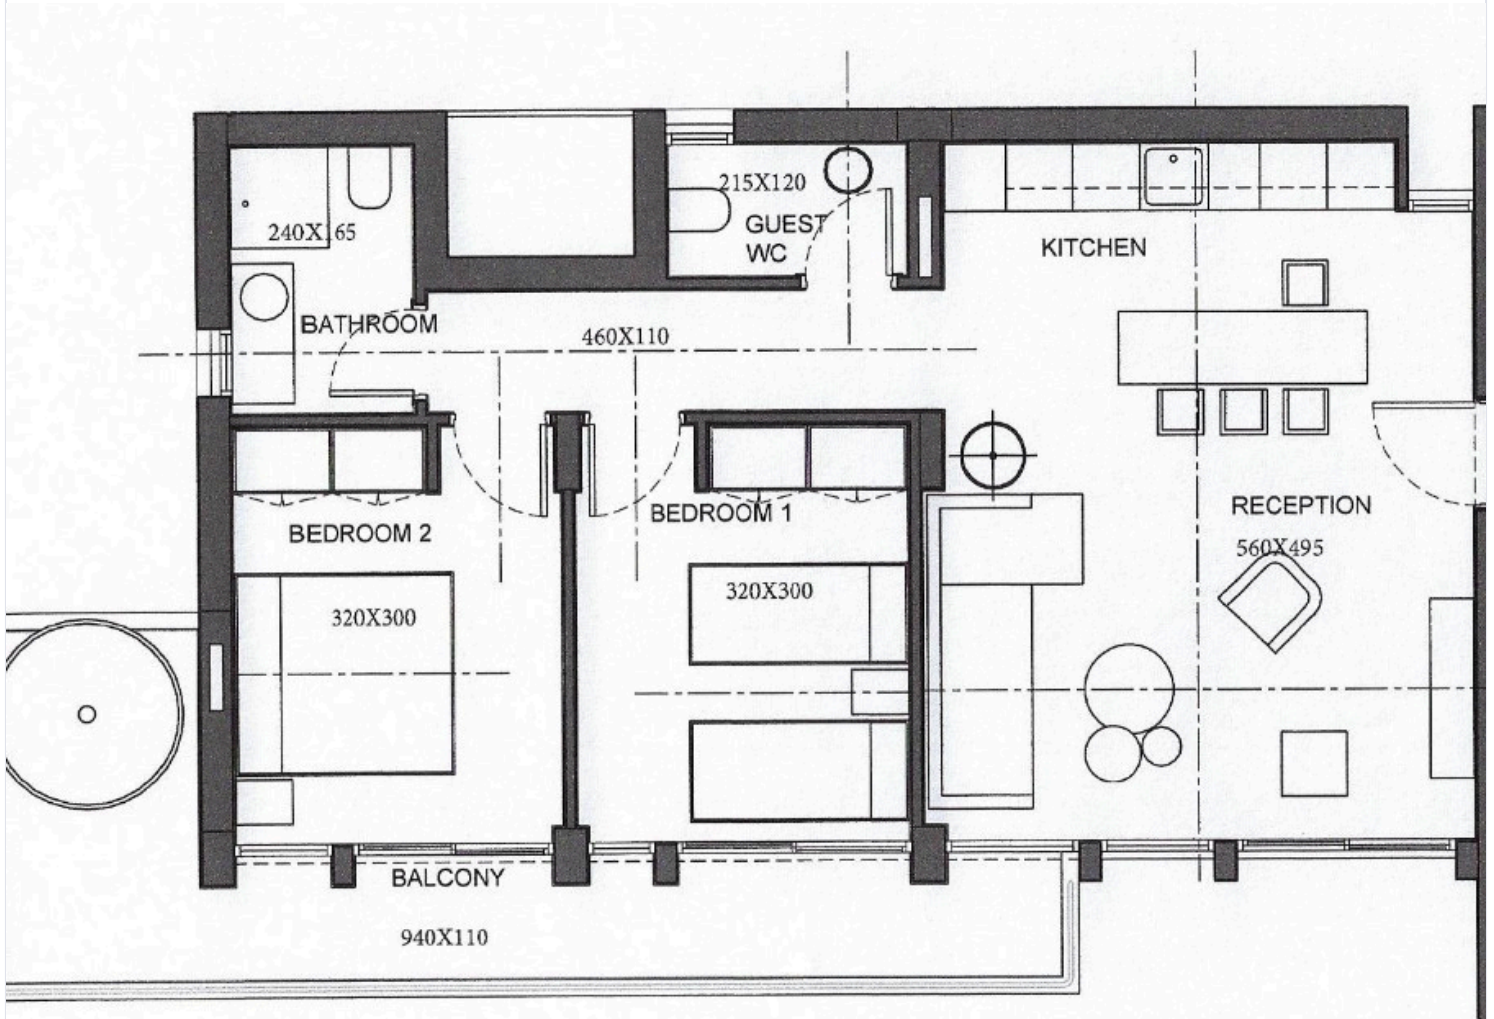 215X120
GUEST
WC
240X165
KITCHEN
BATHROOM
460X110
RECEPTION
560X495
BEDROOM 2
BEDROOM 1
320X300
320X300
BALCONY
940X110